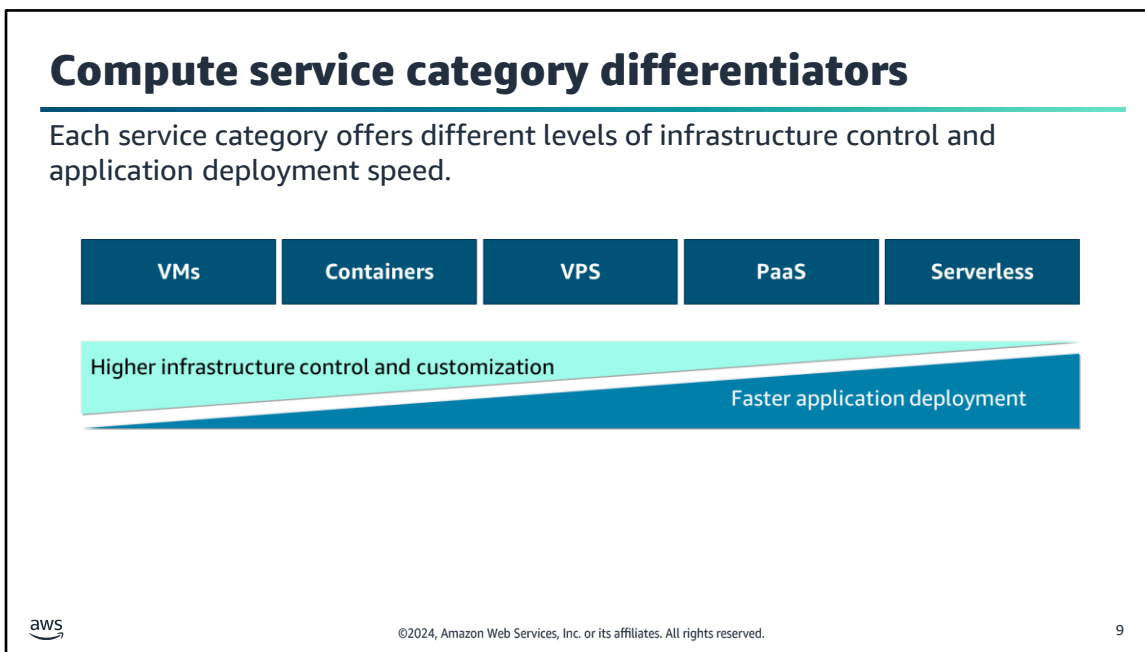 Compute service category differentiators
Each service category offers different levels of infrastructure control and
application deployment speed.
VMs
Containers
VPS
PaaS
Serverless
Higher infrastructure control and customization
Faster application deployment
aws
©2024, Amazon Web Services, Inc. or its affiliates. All rights reserved.
9